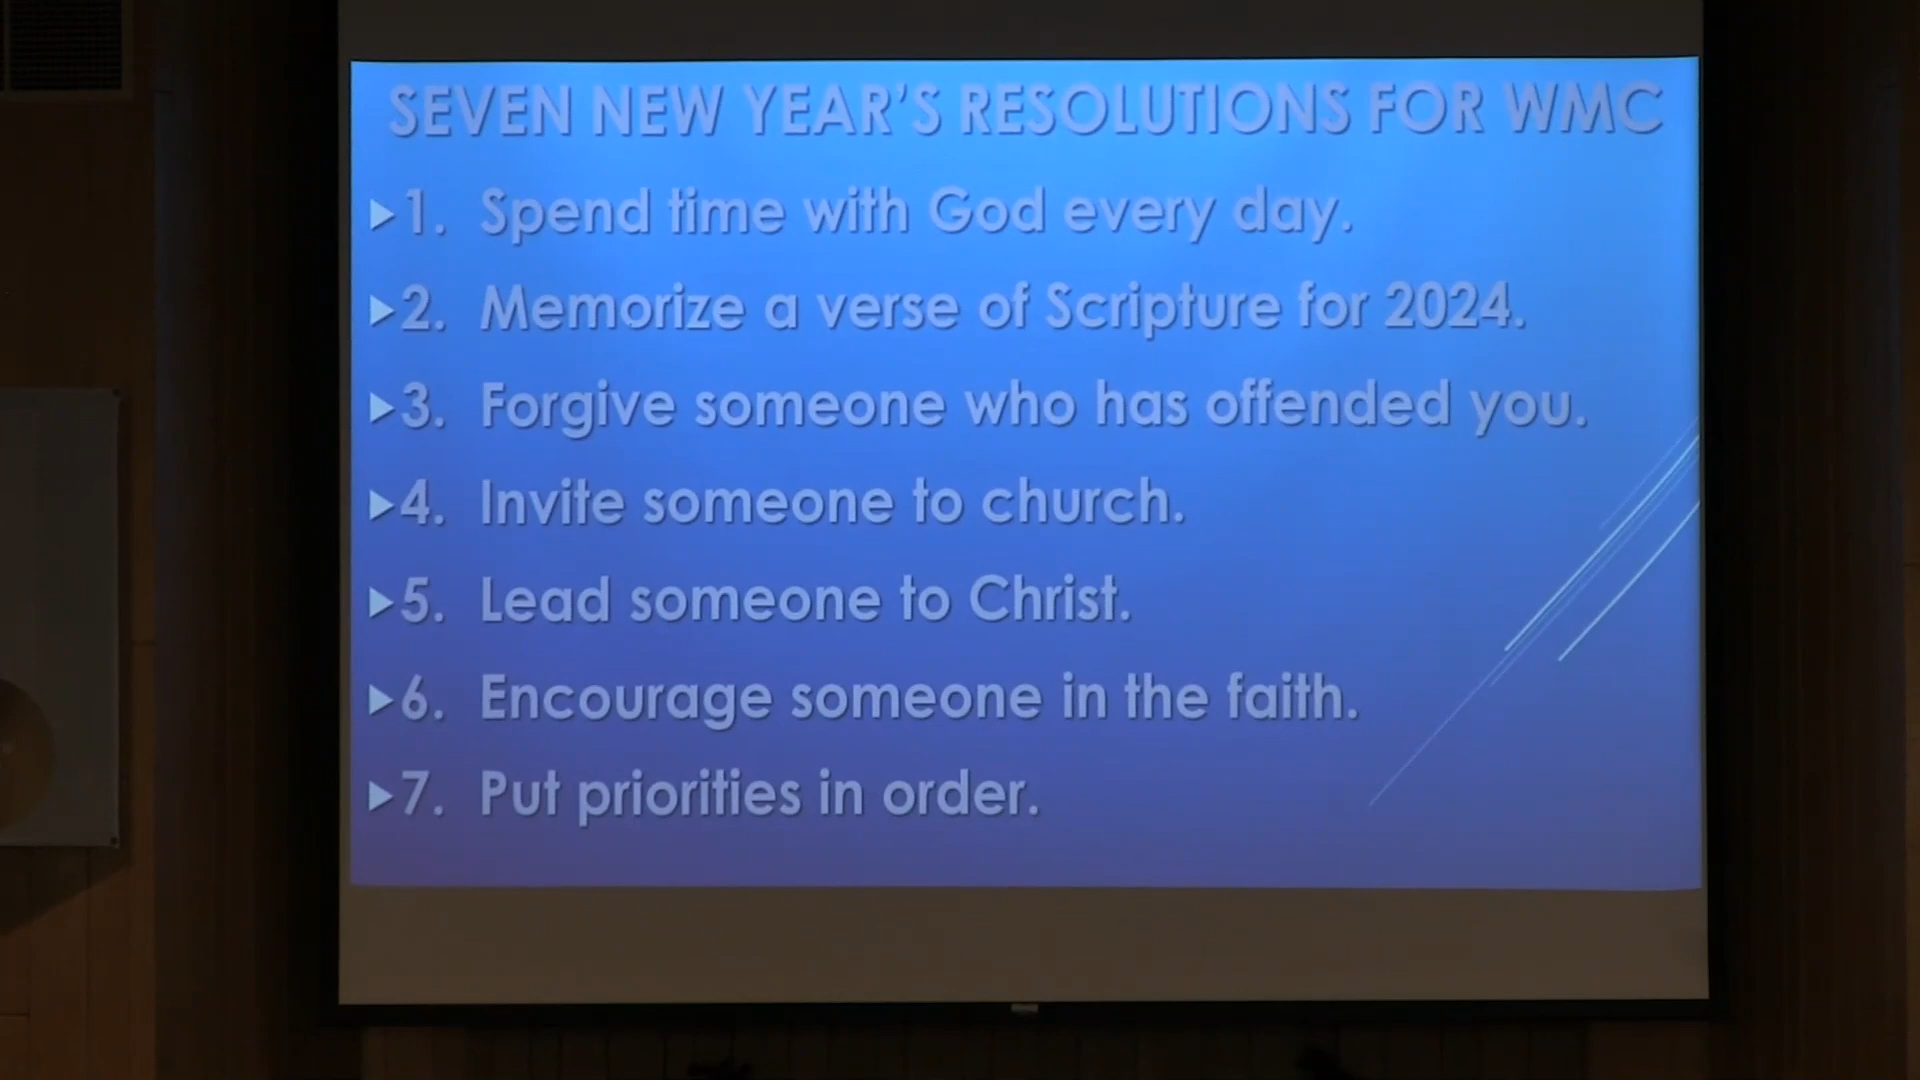 SEVEN NEW YEAR'S RESOLUTIONS FOR WMC
1. Spend time with God every day.
2. Memorize a verse of Scripture for 2024.
3. Forgive someone who has offended you.
4. Invite someone to church.
5. Lead someone to Christ.
6. Encourage someone in the faith.
7. Put priorities in order.